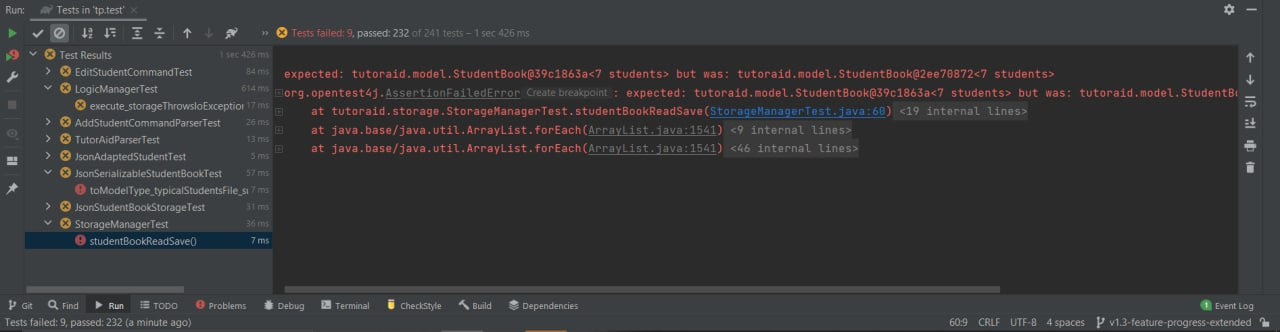 Run: Tests in 'tp.test' ×
» Tests failed: 9, passed: 232 of 241 tests – 1 sec 426 ms
Test Results 1 sec 426 ms
EditStudentCommandTest 84 ms
LogicManagerTest 614 ms
execute_storageThrowsIoException 17 ms
AddStudentCommandParserTest 26 ms
TutorAidParserTest 13 ms
JsonAdaptedStudentTest 5 ms
JsonSerializableStudentBookTest 57 ms
toModelType_typicalStudentsFile_su 7 ms
JsonStudentBookStorageTest 31 ms
StorageManagerTest 36 ms
studentBookReadSave() 7 ms
expected: tutoraid.model.StudentBook@39c1863a<7 students> but was: tutoraid.model.StudentBook@2ee70872<7 students>
org.opentest4j.AssertionFailedError Create breakpoint : expected: tutoraid.model.StudentBook@39c1863a<7 students> but was: tutoraid.model.StudentBo
at tutoraid.storage.StorageManagerTest.studentBookReadSave(StorageManagerTest.java:60) <19 internal lines>
at java.base/java.util.ArrayList.forEach(ArrayList.java:1541) <9 internal lines>
at java.base/java.util.ArrayList.forEach(ArrayList.java:1541) <46 internal lines>
Git Find Run TODO Problems Debug Terminal CheckStyle Build Dependencies 1 Event Log
Tests failed: 9, passed: 232 (a minute ago) 60:9 CRLF UTF-8 4 spaces v1.3-feature-progress-extended